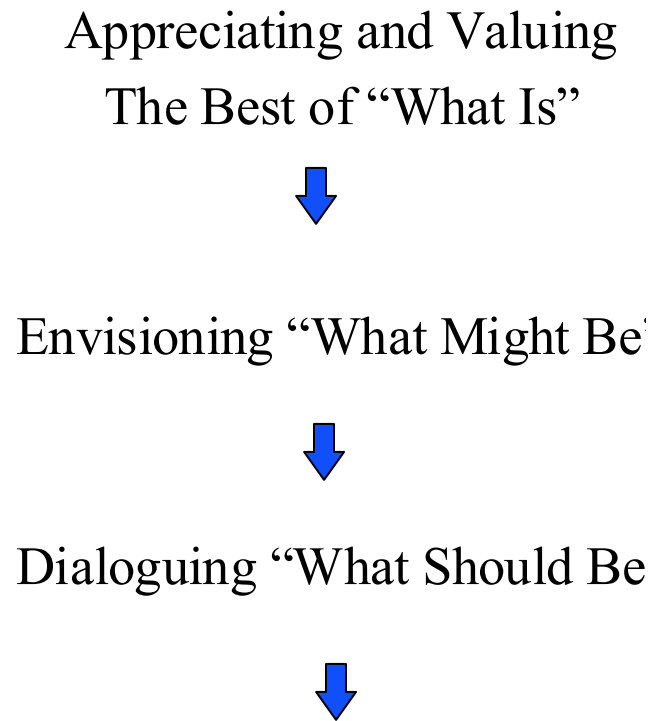 Appreciating and Valuing
The Best of “What Is”
Envisioning “What Might Be”
Dialoguing “What Should Be